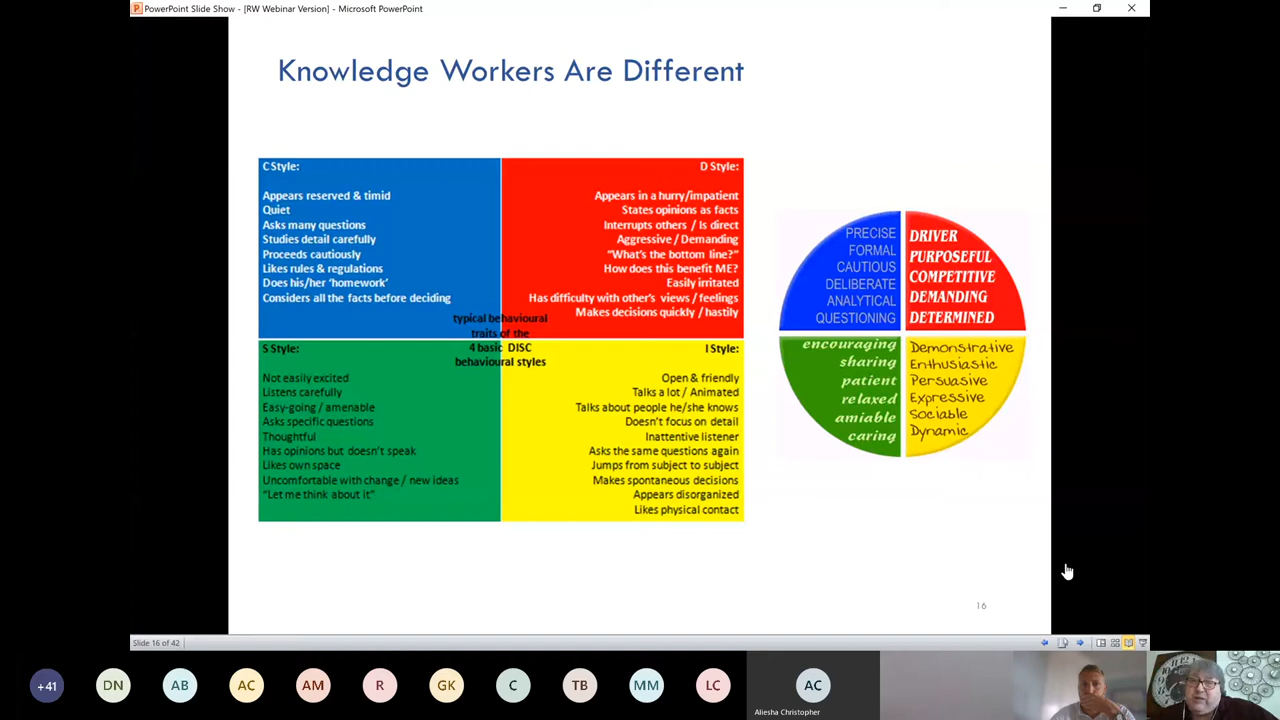 PowerPoint Slide Show - [RW Webinar Version] - Microsoft PowerPoint
Knowledge Workers Are Different
C Style:
Appears reserved & timid
Quiet
Asks many questions
Studies detail carefully
Proceeds cautiously
Likes rules & regulations
Does his/her 'homework'
Considers all the facts before deciding
D Style:
Appears in a hurry/impatient
States opinions as facts
Interrupts others / Is direct
Aggressive / Demanding
"What's the bottom line?"
How does this benefit ME?
Easily irritated
Has difficulty with other's views / feelings
Makes decisions quickly / hastily
typical behavioural
traits of the
4 basic DISC
behavioural styles
S Style:
Not easily excited
Listens carefully
Easy-going / amenable
Asks specific questions
Thoughtful
Has opinions but doesn't speak
Likes own space
Uncomfortable with change / new ideas
"Let me think about it"
I Style:
Open & friendly
Talks a lot / Animated
Talks about people he/she knows
Doesn't focus on detail
Inattentive listener
Asks the same questions again
Jumps from subject to subject
Makes spontaneous decisions
Appears disorganized
Likes physical contact
PRECISE
FORMAL
CAUTIOUS
DELIBERATE
ANALYTICAL
QUESTIONING
DRIVER
PURPOSEFUL
COMPETITIVE
DEMANDING
DETERMINED
encouraging
sharing
patient
relaxed
amiable
caring
Demonstrative
Enthusiastic
Persuasive
Expressive
Sociable
Dynamic
16
Slide 16 of 42
+41
DN
AB
AC
AM
R
GK
C
TB
MM
LC
AC
Aliesha Christopher